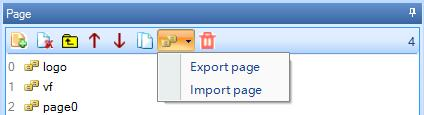 Page
4
0 logo
1 vf
2 page0
Export page
Import page